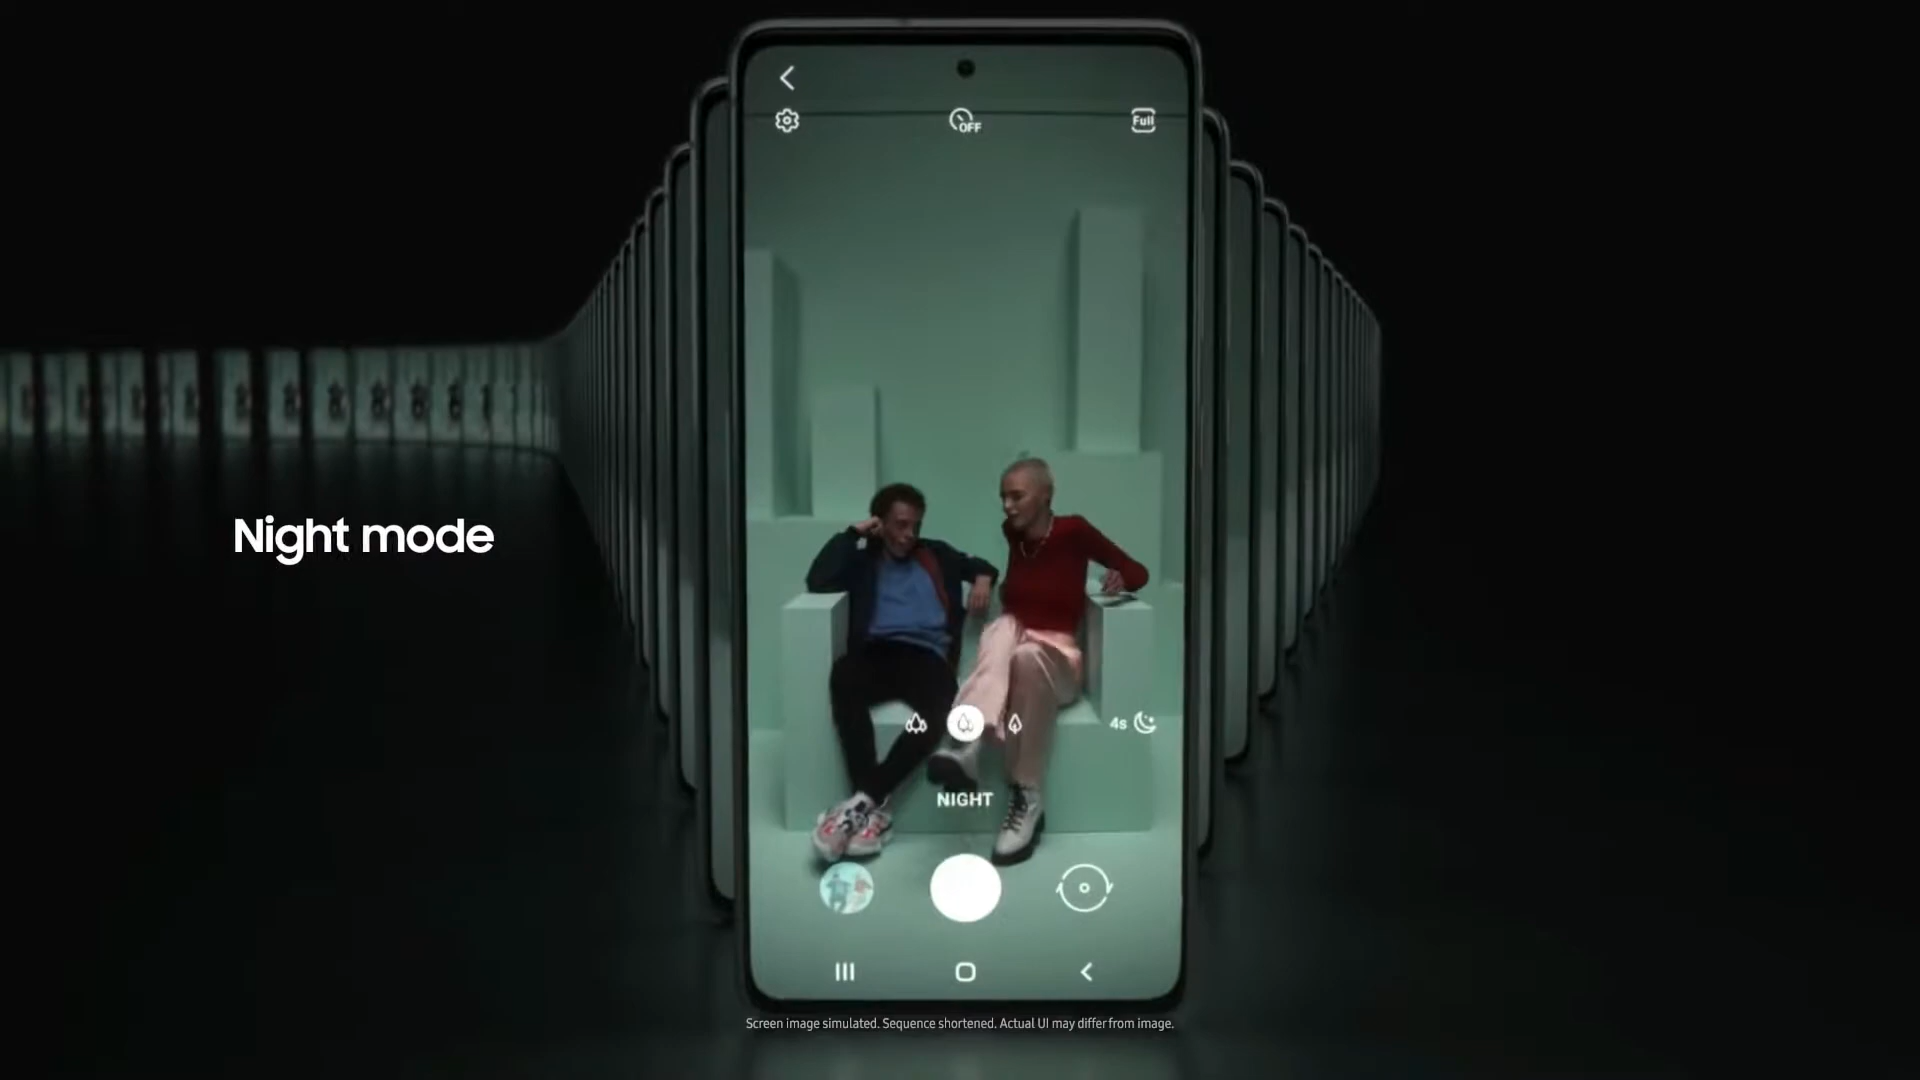 OFF
Full
Night mode
4s
NIGHT
Screen image simulated. Sequence shortened. Actual UI may differ from image.